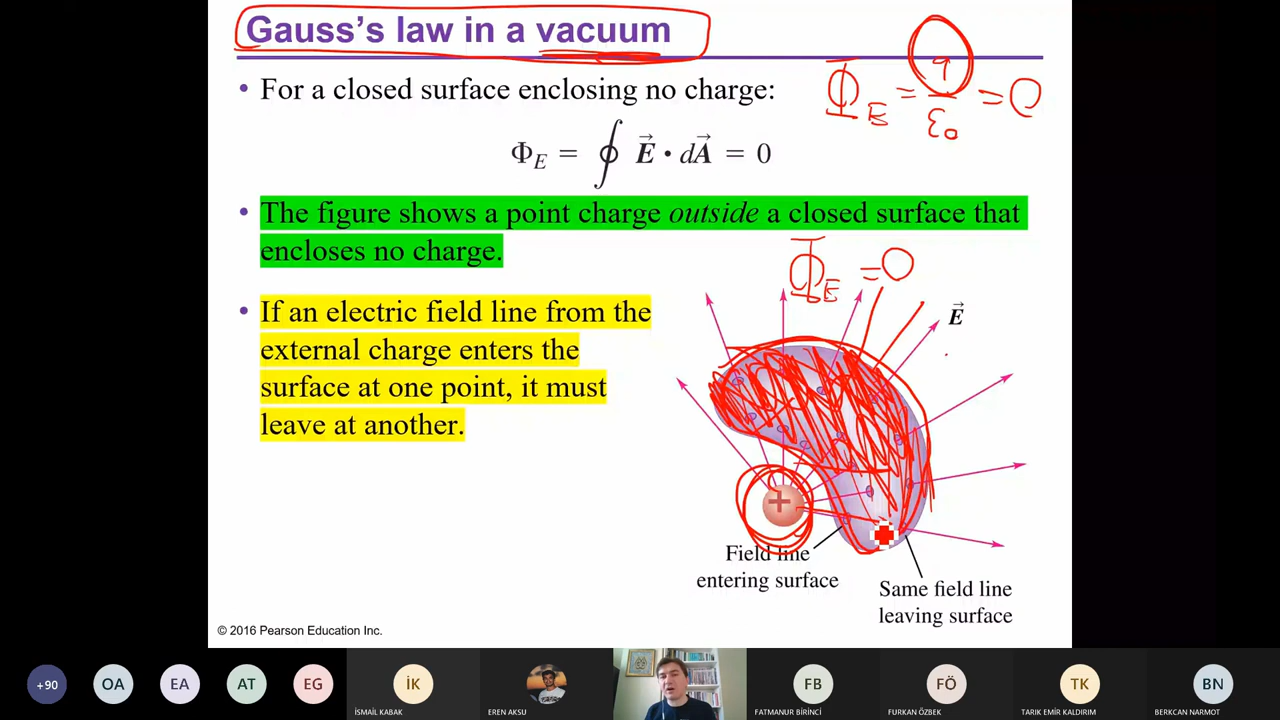 Gauss's law in a vacuum
Φ_E = q/ε₀ = 0
• For a closed surface enclosing no charge:
Φ_E = ∮ E⃗ • dA⃗ = 0
• The figure shows a point charge outside a closed surface that
encloses no charge.
Φ_E = 0
• If an electric field line from the
external charge enters the
surface at one point, it must
leave at another.
E⃗
+
Field line
entering surface
Same field line
leaving surface
© 2016 Pearson Education Inc.
+90
OA
EA
AT
EG
İK
FB
FÖ
TK
BN
İSMAİL KABAK
EREN AKSU
FATMANUR BİRİNCİ
FURKAN ÖZBEK
TARIK EMİR KALDIRIM
BERKCAN NARMOT